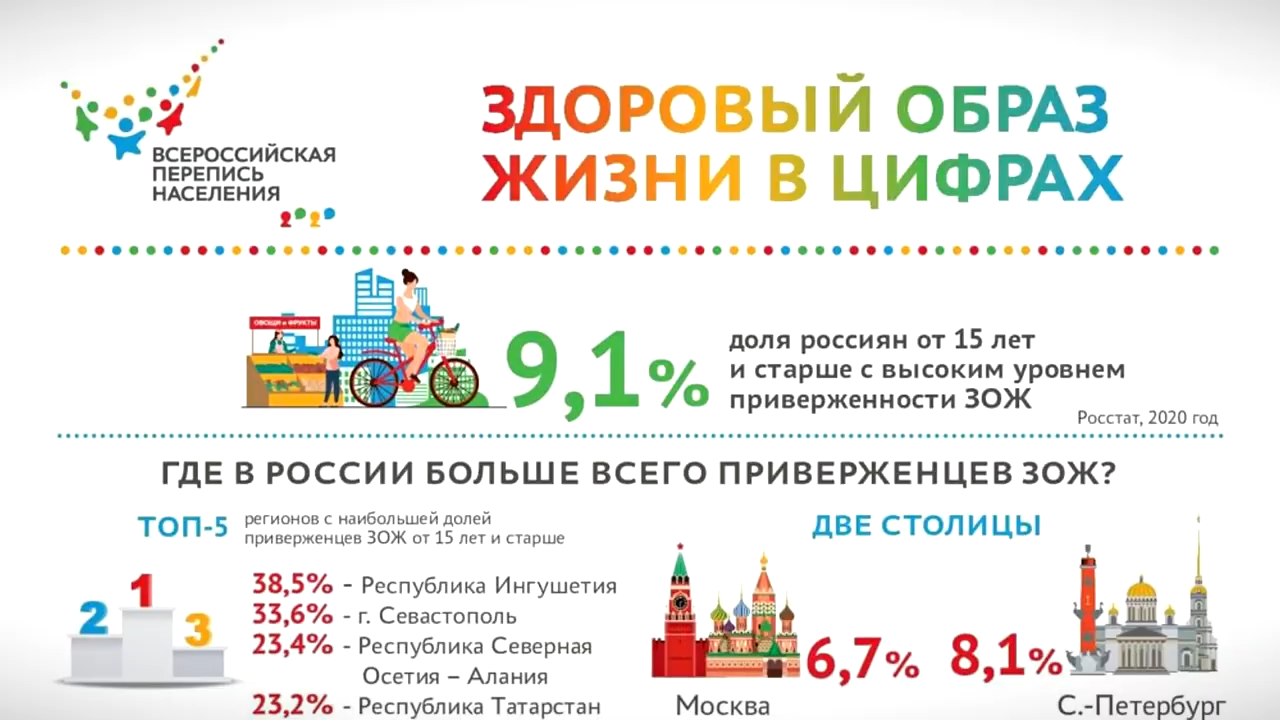 ВСЕРОССИЙСКАЯ
ПЕРЕПИСЬ
НАСЕЛЕНИЯ
2020
ЗДОРОВЫЙ ОБРАЗ
ЖИЗНИ В ЦИФРАХ
ОВОЩИ и ФРУКТЫ
9,1%
доля россиян от 15 лет
и старше с высоким уровнем
приверженности ЗОЖ
Росстат, 2020 год
ГДЕ В РОССИИ БОЛЬШЕ ВСЕГО ПРИВЕРЖЕНЦЕВ ЗОЖ?
ТОП-5
регионов с наибольшей долей
приверженцев ЗОЖ от 15 лет и старше
2 1 3
38,5% - Республика Ингушетия
33,6% - г. Севастополь
23,4% - Республика Северная
Осетия – Алания
23,2% - Республика Татарстан
ДВЕ СТОЛИЦЫ
6,7%
Москва
8,1%
С.-Петербург